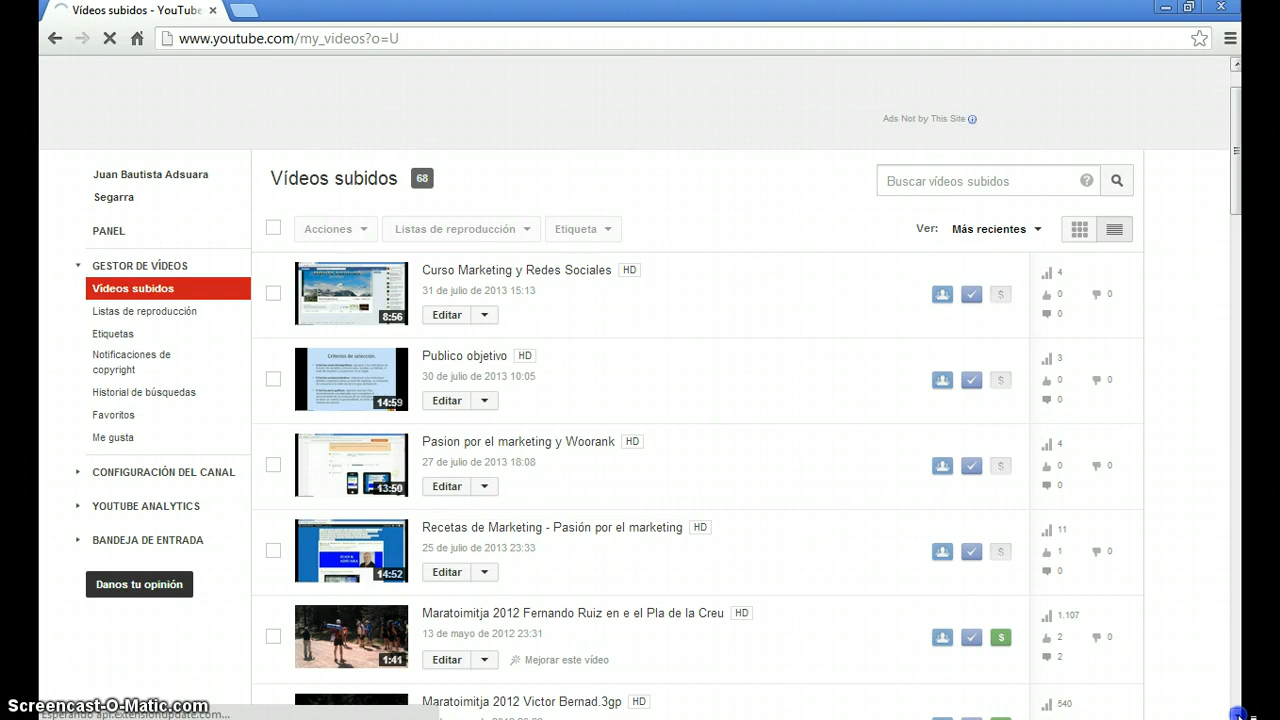 Vídeos subidos - YouTube
www.youtube.com/my_videos?o=U
Ads Not by This Site
Juan Bautista Adsuara
Segarra
PANEL
GESTOR DE VÍDEOS
Vídeos subidos
Listas de reproducción
Etiquetas
Notificaciones de
copyright
Historial de búsquedas
Favoritos
Me gusta
CONFIGURACIÓN DEL CANAL
YOUTUBE ANALYTICS
BANDEJA DE ENTRADA
Danos tu opinión
Vídeos subidos 68
Buscar vídeos subidos ?
Acciones Listas de reproducción Etiqueta Ver: Más recientes
Curso Marketing y Redes Sociales HD
31 de julio de 2013 15:13
8:56
Editar
$
4
0 0
0
Publico objetivo HD
30 de julio de 2013 20:05
Criterios de selección.
14:59
Editar
$
3
0 0
0
Pasion por el marketing y Woorank HD
27 de julio de 2013 18:08
13:50
Editar
$
4
0 0
0
Recetas de Marketing - Pasión por el marketing HD
25 de julio de 2013 23:33
14:52
Editar
$
11
0 0
0
Maratoimitja 2012 Fernando Ruiz en e el Pla de la Creu HD
13 de mayo de 2012 23:31
1:41
Editar Mejorar este vídeo
$
1.107
2 0
2
Maratoimitja 2012 Victor Bernad.3gp HD
540
Screencast-O-Matic.com
Esperando api.extensionupdate.com...